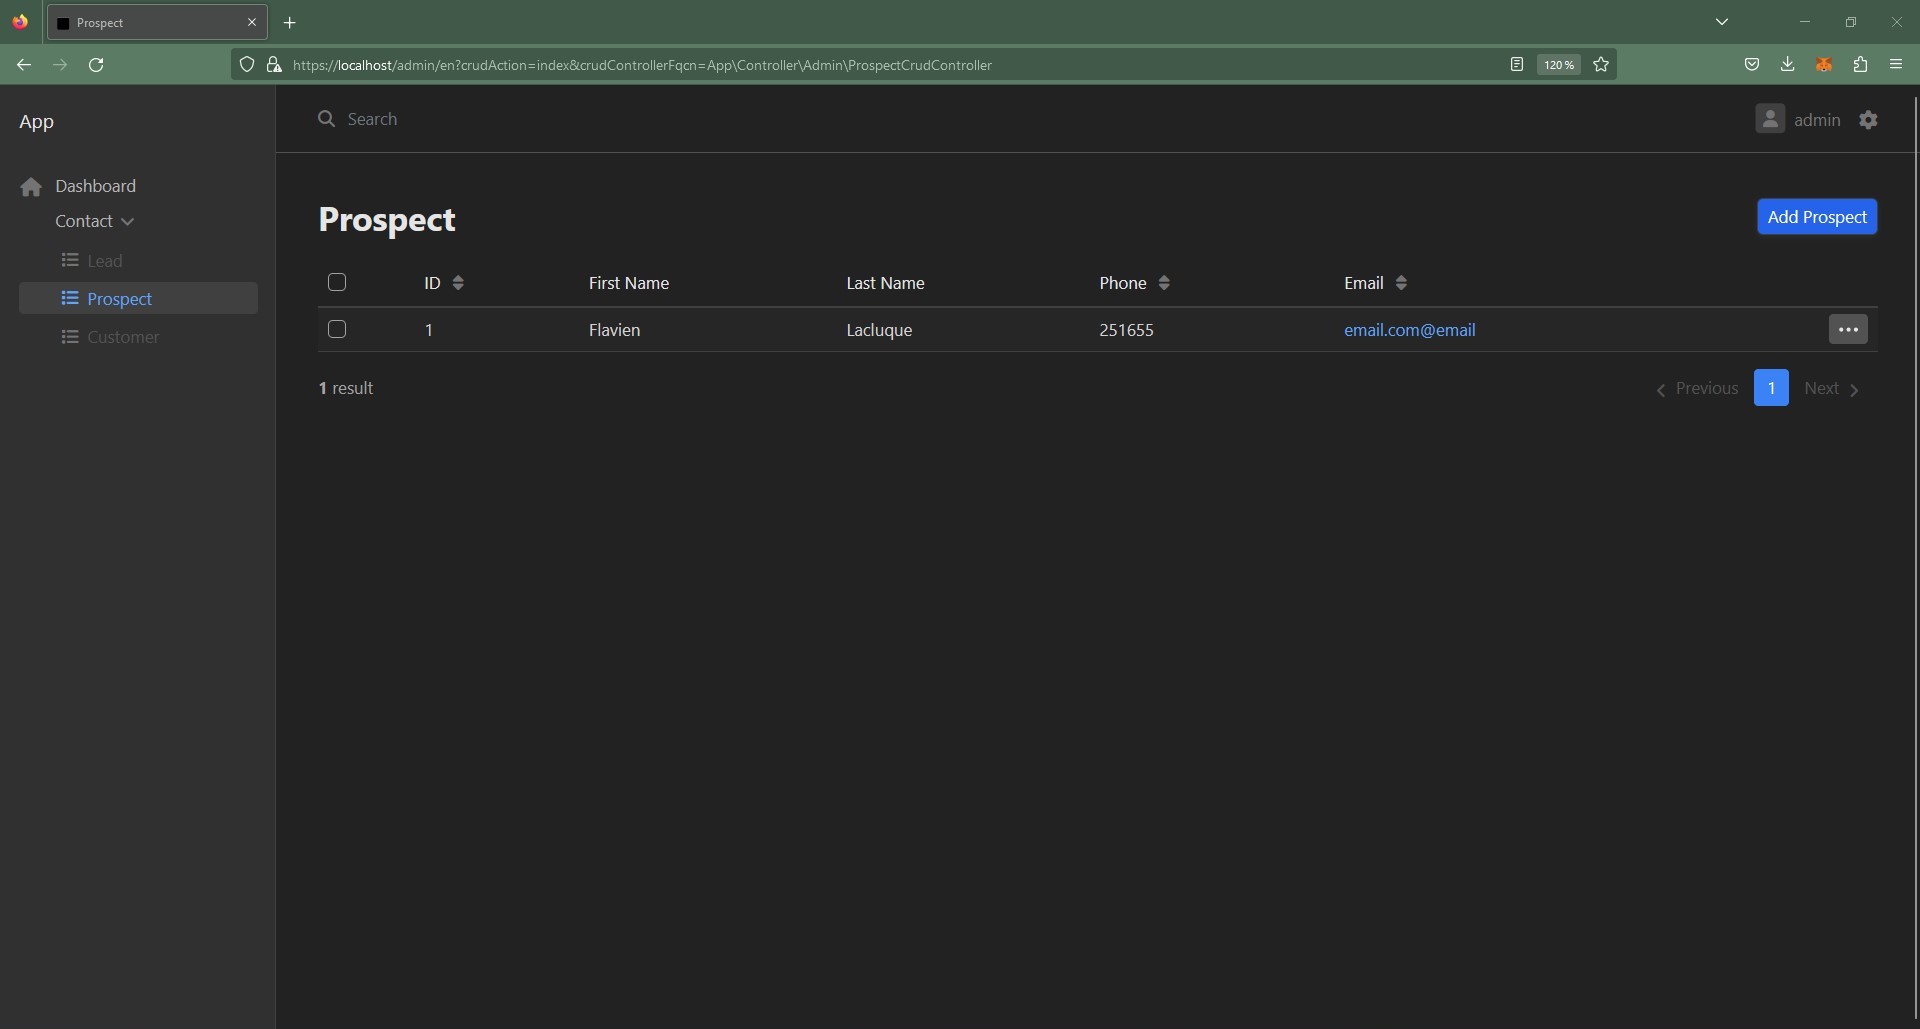 Prospect
https://localhost/admin/en?crudAction=index&crudControllerFqcn=App\Controller\Admin\ProspectCrudController
120 %
App
Search
admin
Dashboard
Contact
Lead
Prospect
Customer
Prospect
Add Prospect
ID First Name Last Name Phone Email
1 Flavien Lacluque 251655 email.com@email
1 result
Previous 1 Next